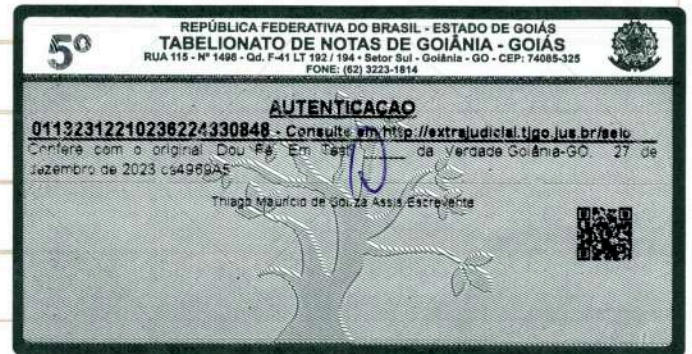 5º
REPÚBLICA FEDERATIVA DO BRASIL - ESTADO DE GOIÁS
TABELIONATO DE NOTAS DE GOIÂNIA - GOIÁS
RUA 115 - Nº 1498 - Qd. F-41 LT 192 / 194 - Setor Sul - Goiânia - GO - CEP: 74085-325
FONE: (62) 3223-1814
AUTENTICAÇAO
01132312210236224330848 - Consulte em http://extrajudicial.tjgo.jus.br/selo
Confere com o original Dou Fé. Em Test da Verdade Goiânia-GO, 27 de
dezembro de 2023 cs4969A5
Thiago Mauricio de Souza Assis Escrevente